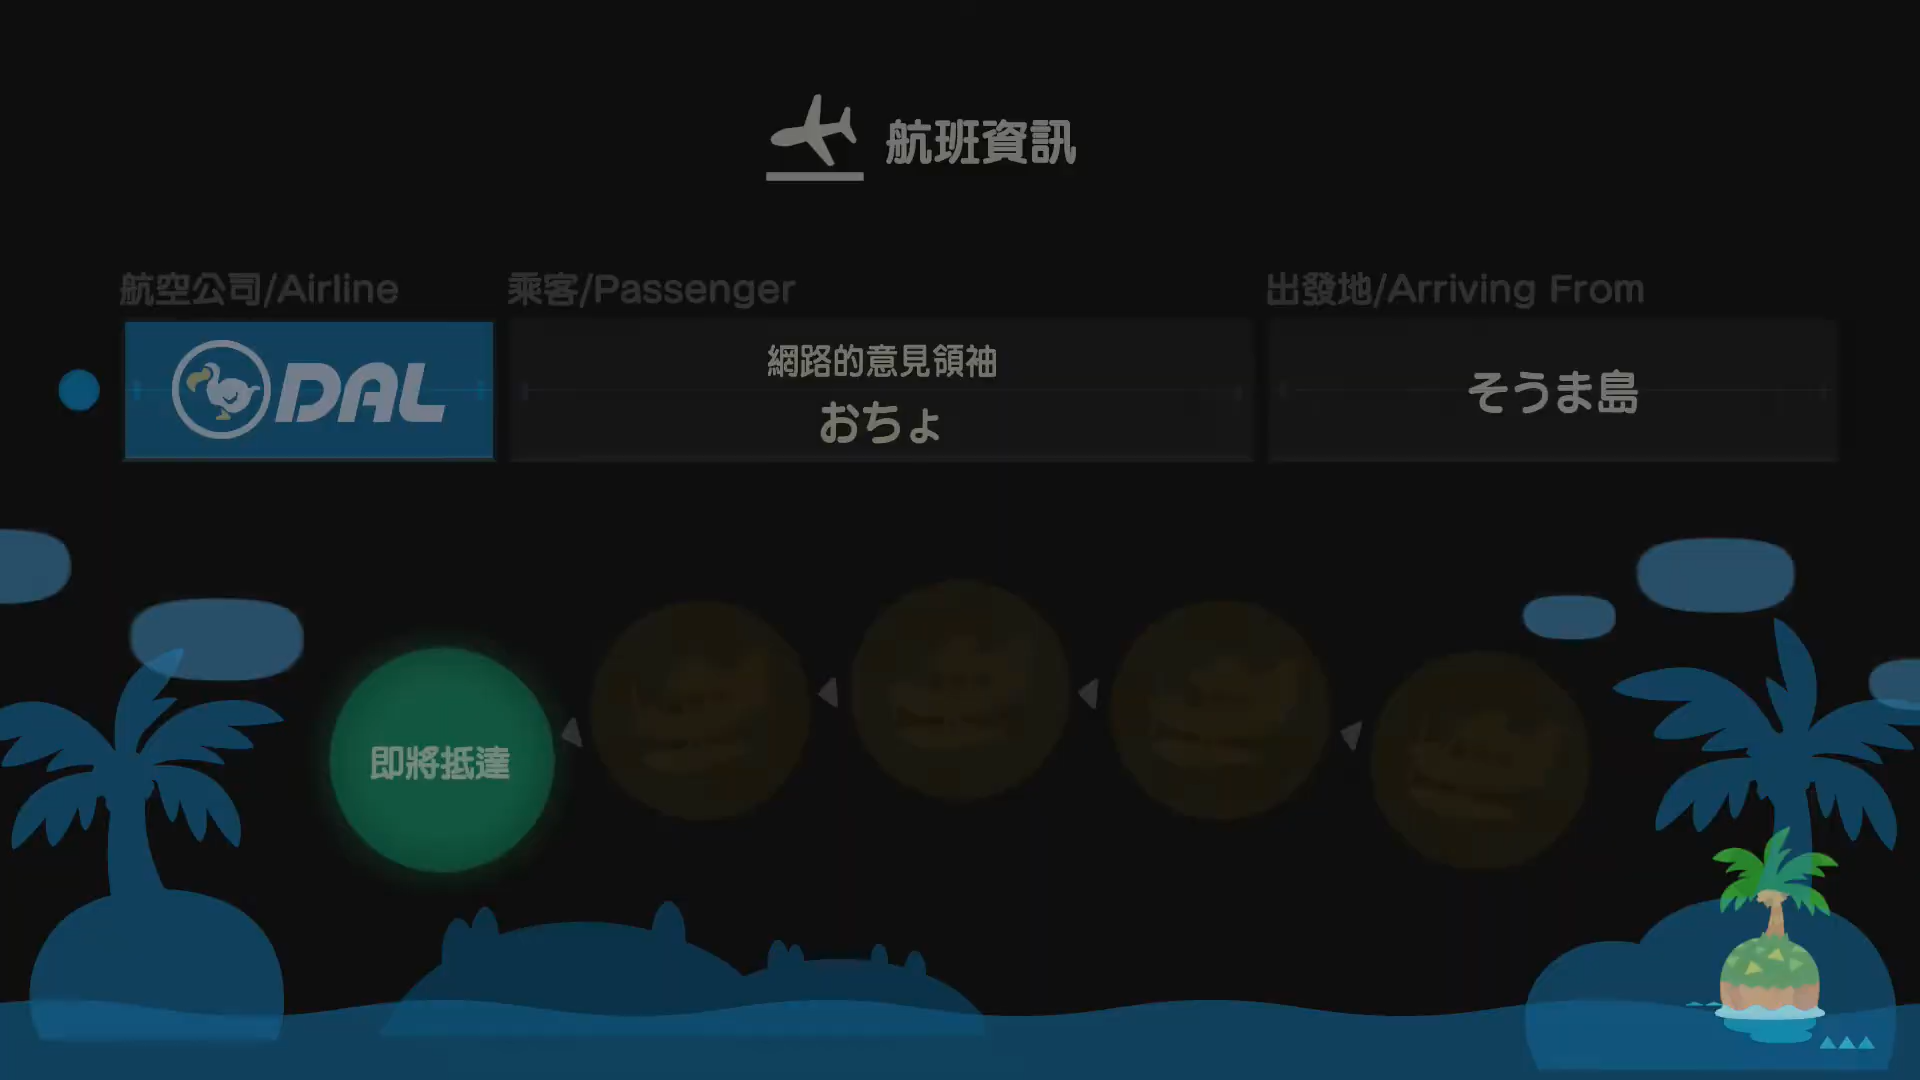 航班資訊
航空公司/Airline
乘客/Passenger
出發地/Arriving From
DAL
網路的意見領袖
おちょ
そうま島
即將抵達